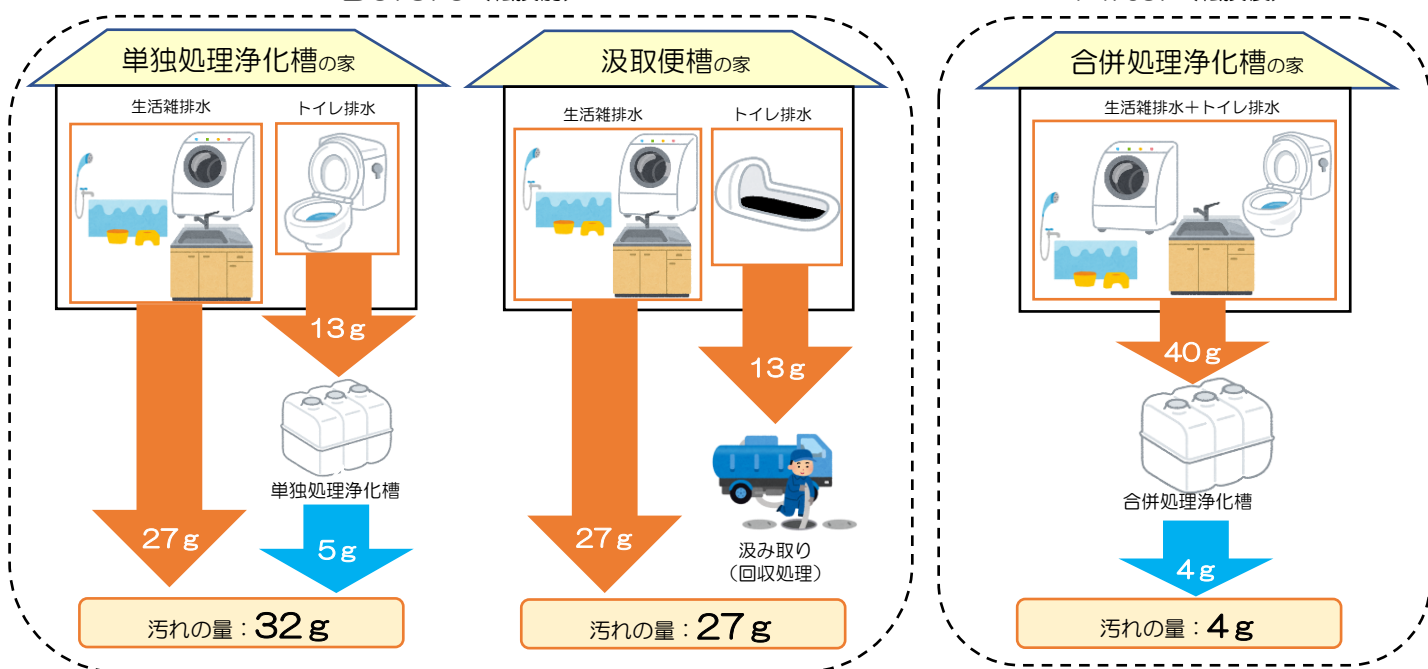 単独処理浄化槽の家
生活雑排水
トイレ排水
13g
単独処理浄化槽
27g
5g
汚れの量：32g
汲取便槽の家
生活雑排水
トイレ排水
13g
27g
汲み取り
（回収処理）
汚れの量：27g
合併処理浄化槽の家
生活雑排水＋トイレ排水
40g
合併処理浄化槽
4g
汚れの量：4g